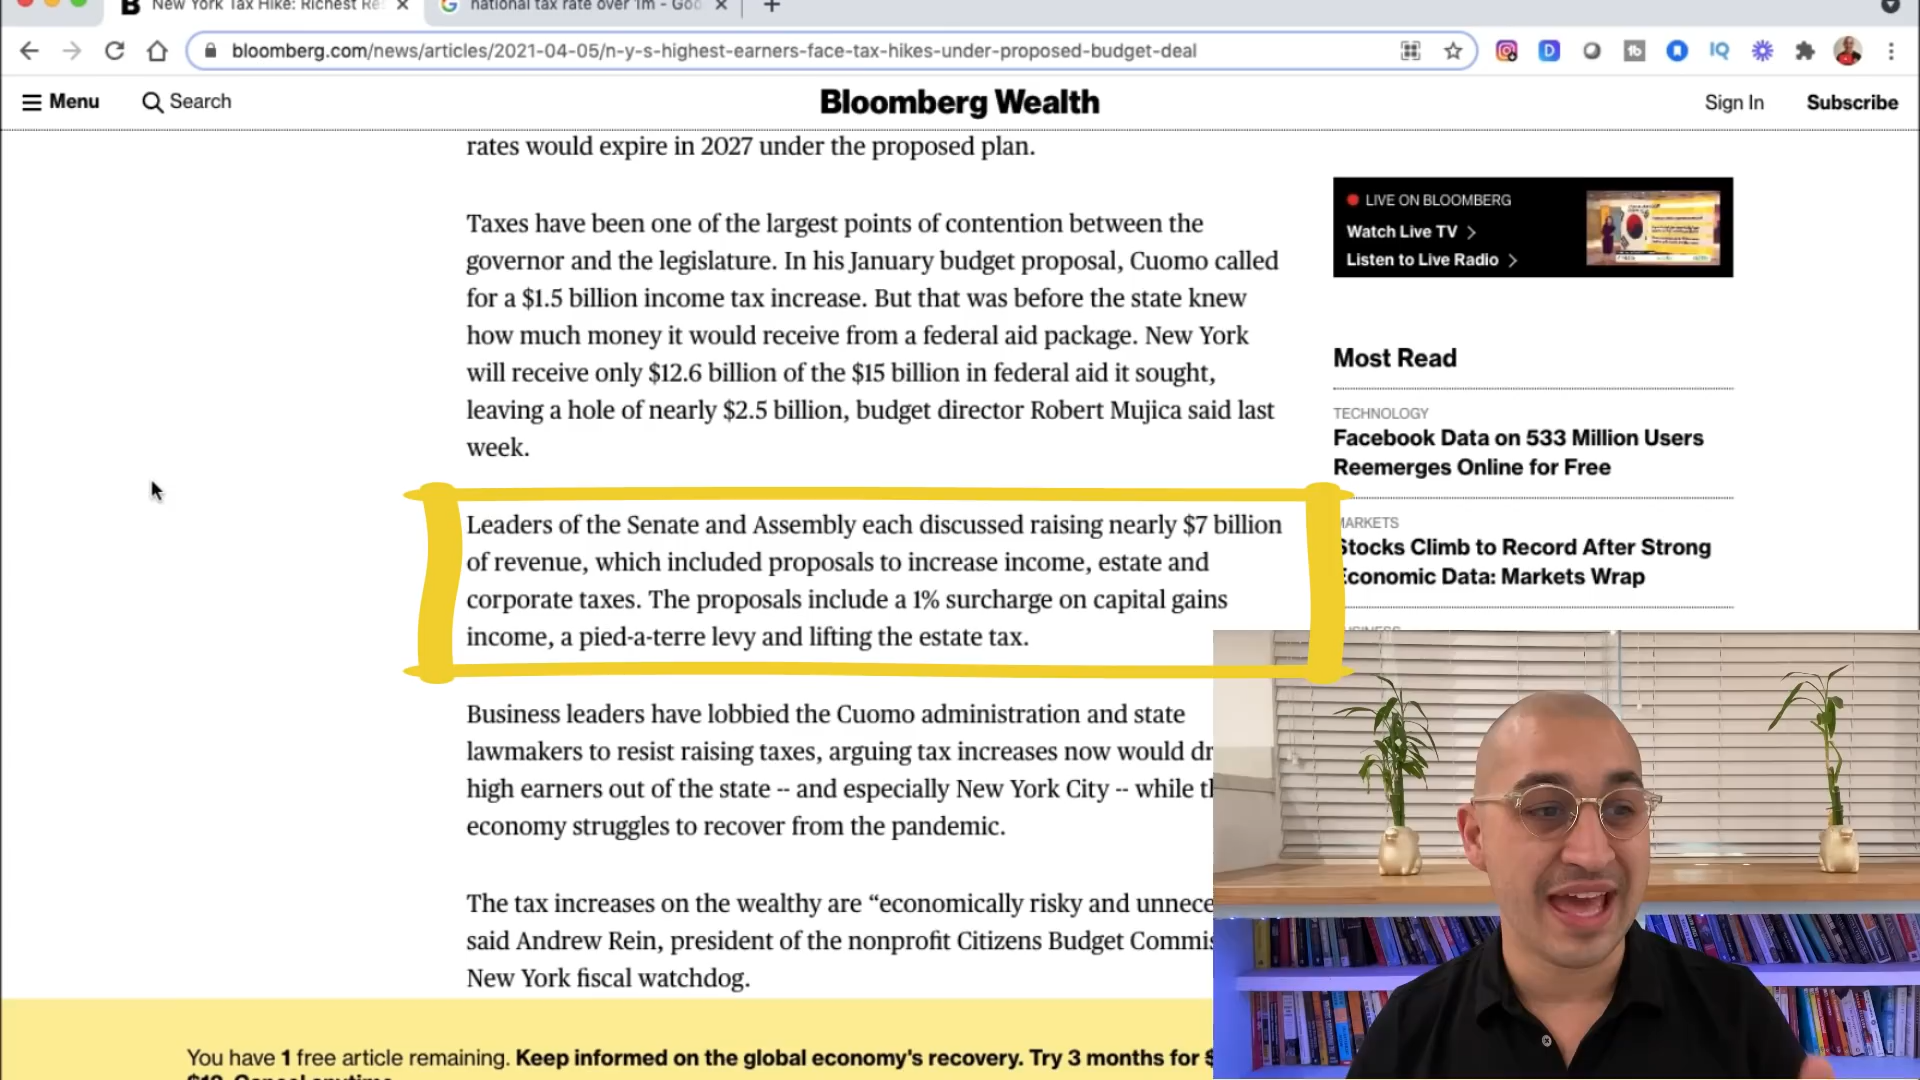 New York Tax Hike: Richest Re
national tax rate over 1m - Goo
bloomberg.com/news/articles/2021-04-05/n-y-s-highest-earners-face-tax-hikes-under-proposed-budget-deal
Menu
Search
Bloomberg Wealth
Sign In
Subscribe
rates would expire in 2027 under the proposed plan.
Taxes have been one of the largest points of contention between the
governor and the legislature. In his January budget proposal, Cuomo called
for a $1.5 billion income tax increase. But that was before the state knew
how much money it would receive from a federal aid package. New York
will receive only $12.6 billion of the $15 billion in federal aid it sought,
leaving a hole of nearly $2.5 billion, budget director Robert Mujica said last
week.
Leaders of the Senate and Assembly each discussed raising nearly $7 billion
of revenue, which included proposals to increase income, estate and
corporate taxes. The proposals include a 1% surcharge on capital gains
income, a pied-a-terre levy and lifting the estate tax.
Business leaders have lobbied the Cuomo administration and state
lawmakers to resist raising taxes, arguing tax increases now would dr
high earners out of the state -- and especially New York City -- while th
economy struggles to recover from the pandemic.
The tax increases on the wealthy are “economically risky and unnece
said Andrew Rein, president of the nonprofit Citizens Budget Commis
New York fiscal watchdog.
LIVE ON BLOOMBERG
Watch Live TV
Listen to Live Radio
Most Read
TECHNOLOGY
Facebook Data on 533 Million Users
Reemerges Online for Free
MARKETS
Stocks Climb to Record After Strong
Economic Data: Markets Wrap
BUSINESS
You have 1 free article remaining. Keep informed on the global economy's recovery. Try 3 months for $
$10. Cancel anytime.